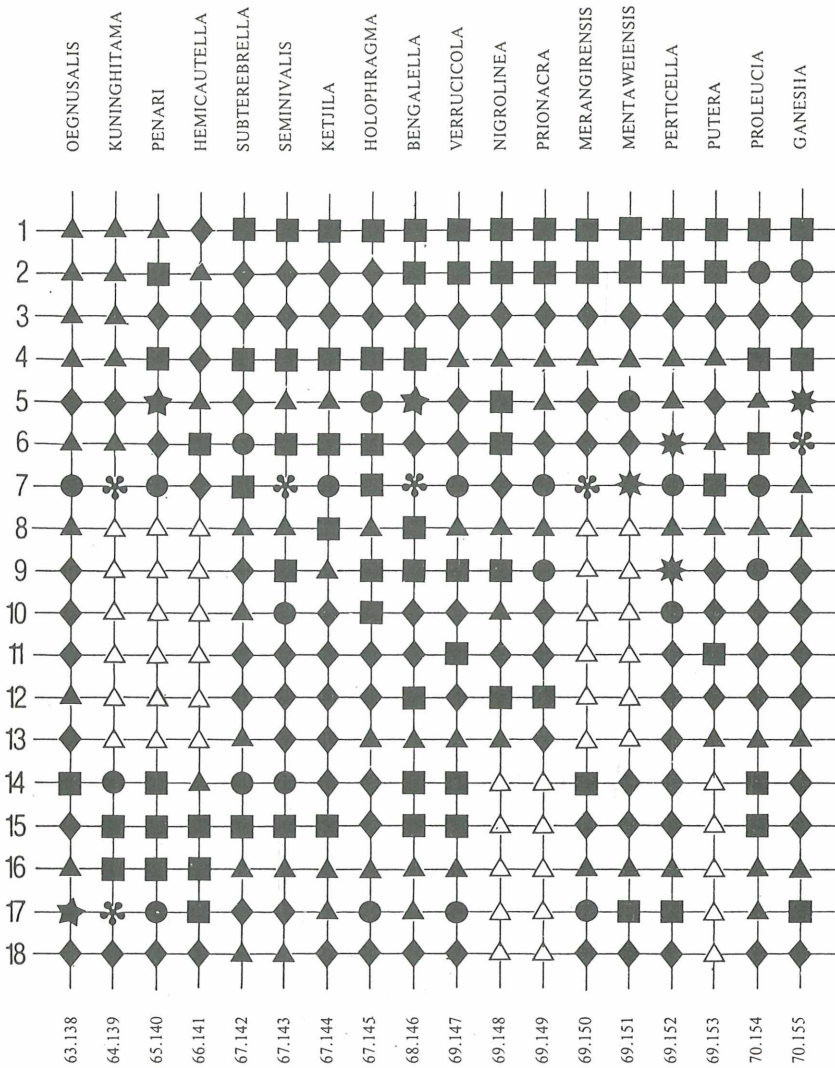 OEGNUSALIS
KUNINGHITAMA
PENARI
HEMICAUTELLA
SUBTEREBRELLA
SEMINIVALIS
KETJILA
HOLOPHRAGMA
BENGALELLA
VERRUCICOLA
NIGROLINEA
PRIONACRA
MERANGIRENSIS
MENTAWEIENSIS
PERTICELLA
PUTERA
PROLEUCIA
GANESHA
1
2
3
4
5
6
7
8
9
10
11
12
13
14
15
16
17
18
63.138
64.139
65.140
66.141
67.142
67.143
67.144
67.145
68.146
69.147
69.148
69.149
69.150
69.151
69.152
69.153
70.154
70.155